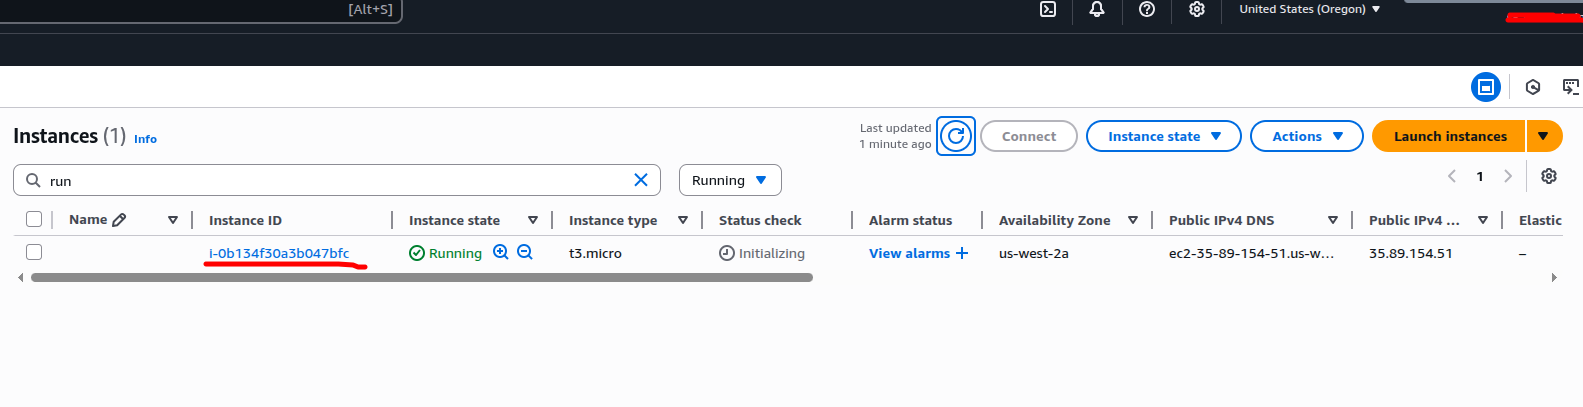 [Alt+S]
United States (Oregon)
Instances (1) Info
Last updated
1 minute ago
Connect
Instance state
Actions
Launch instances
run
Running
1
Name
Instance ID
Instance state
Instance type
Status check
Alarm status
Availability Zone
Public IPv4 DNS
Public IPv4 ...
Elastic
i-0b134f30a3b047bfc
Running
t3.micro
Initializing
View alarms +
us-west-2a
ec2-35-89-154-51.us-w...
35.89.154.51
–